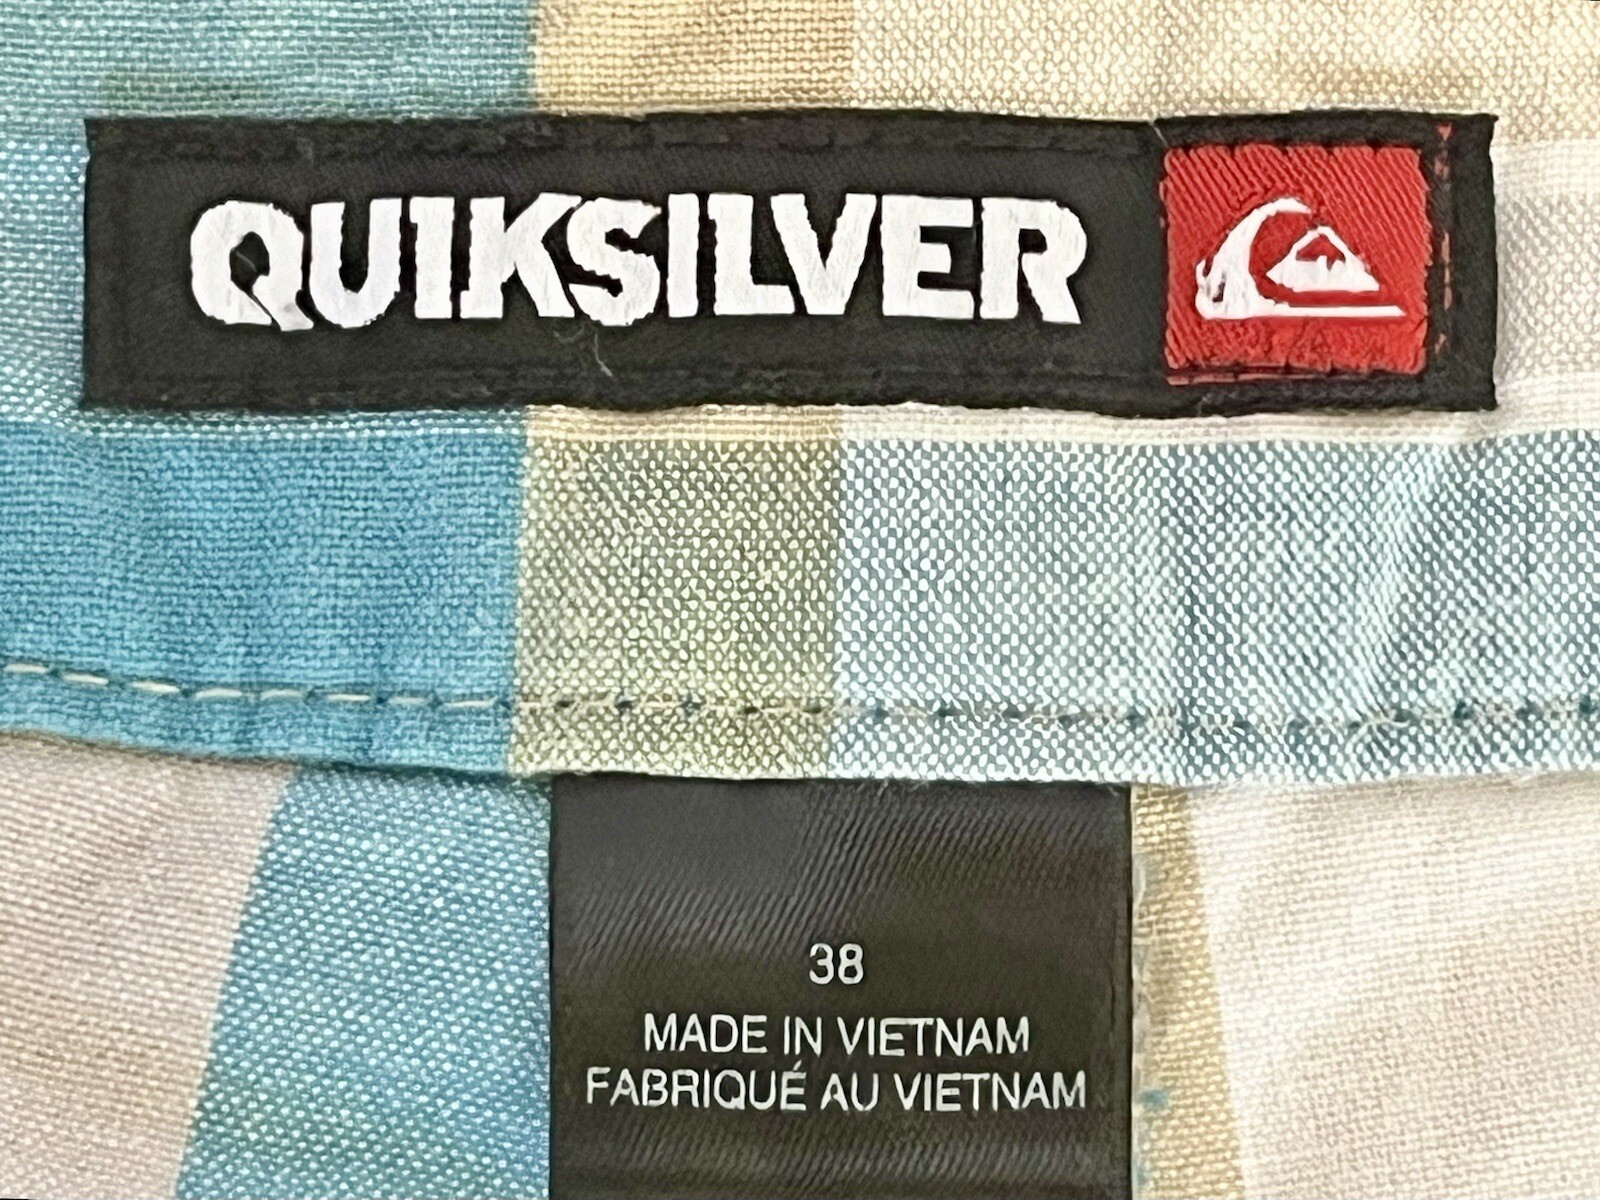 QUIKSILVER
38
MADE IN VIETNAM
FABRIQUÉ AU VIETNAM